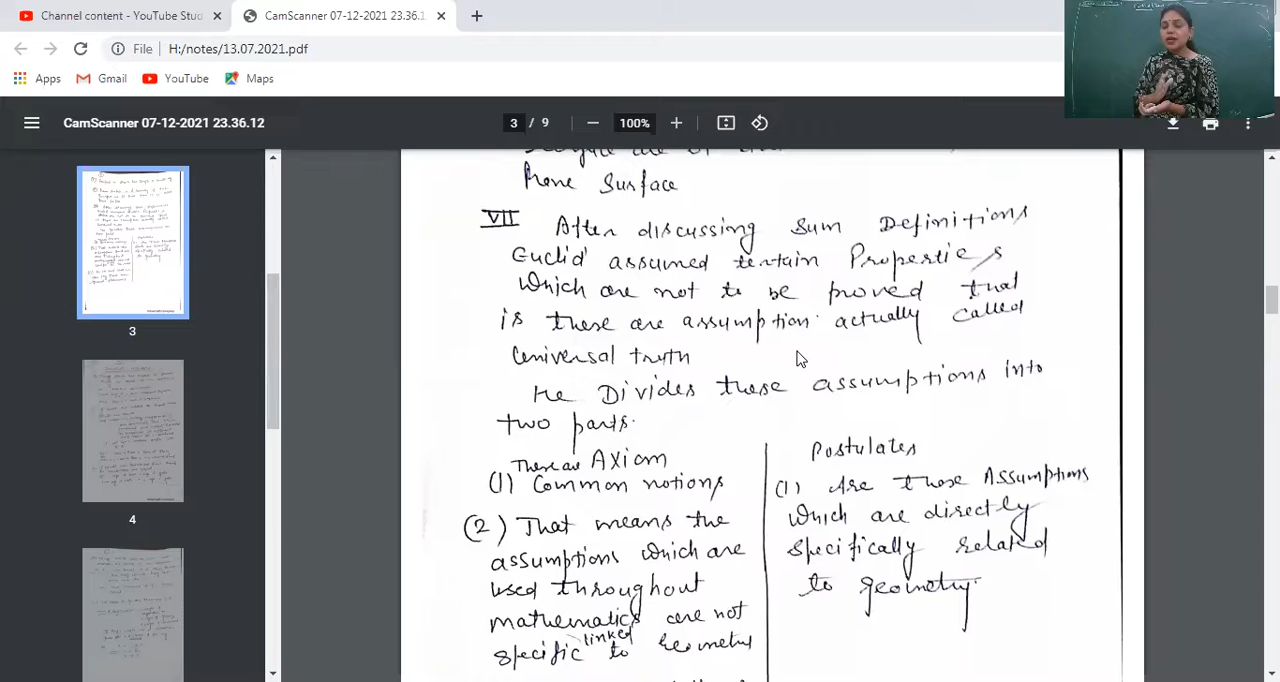 Channel content - YouTube Stud
CamScanner 07-12-2021 23.36.1
File H:/notes/13.07.2021.pdf
Apps Gmail YouTube Maps
CamScanner 07-12-2021 23.36.12
3 / 9
100%
3
4
Prone Surface
VII After discussing Sum Definitions
Euclid assumed certain Properties
which are not to be proved that
is these are assumption actually called
Universal truth
He Divides these assumptions into
two parts.
These are Axiom
(1) Common notions
(2) That means the
assumptions which are
used throughout
mathematics are not
specific linked to Geometry
Postulates
(1) Are those Assumptions
which are directly
specifically related
to geometry.